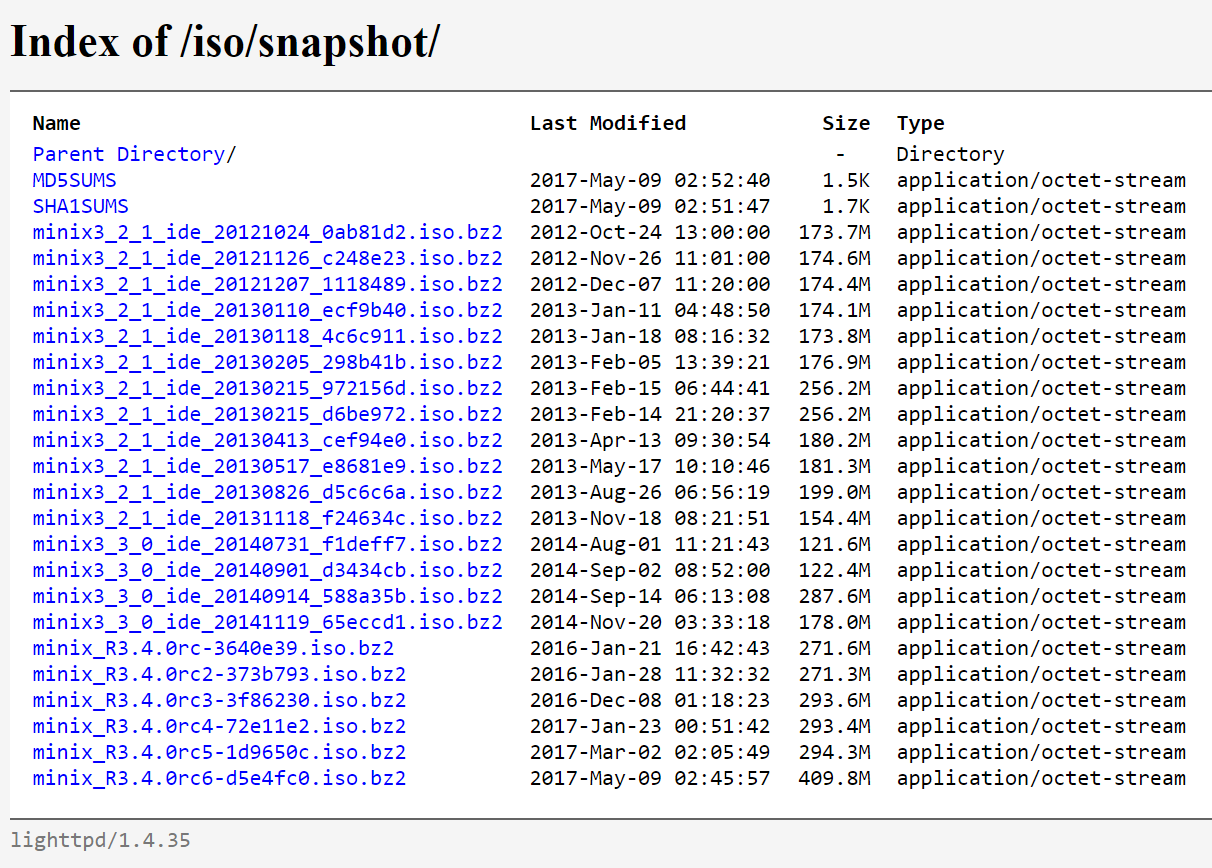 Index of /iso/snapshot/
Name Last Modified Size Type
Parent Directory/ - Directory
MD5SUMS 2017-May-09 02:52:40 1.5K application/octet-stream
SHA1SUMS 2017-May-09 02:51:47 1.7K application/octet-stream
minix3_2_1_ide_20121024_0ab81d2.iso.bz2 2012-Oct-24 13:00:00 173.7M application/octet-stream
minix3_2_1_ide_20121126_c248e23.iso.bz2 2012-Nov-26 11:01:00 174.6M application/octet-stream
minix3_2_1_ide_20121207_1118489.iso.bz2 2012-Dec-07 11:20:00 174.4M application/octet-stream
minix3_2_1_ide_20130110_ecf9b40.iso.bz2 2013-Jan-11 04:48:50 174.1M application/octet-stream
minix3_2_1_ide_20130118_4c6c911.iso.bz2 2013-Jan-18 08:16:32 173.8M application/octet-stream
minix3_2_1_ide_20130205_298b41b.iso.bz2 2013-Feb-05 13:39:21 176.9M application/octet-stream
minix3_2_1_ide_20130215_972156d.iso.bz2 2013-Feb-15 06:44:41 256.2M application/octet-stream
minix3_2_1_ide_20130215_d6be972.iso.bz2 2013-Feb-14 21:20:37 256.2M application/octet-stream
minix3_2_1_ide_20130413_cef94e0.iso.bz2 2013-Apr-13 09:30:54 180.2M application/octet-stream
minix3_2_1_ide_20130517_e8681e9.iso.bz2 2013-May-17 10:10:46 181.3M application/octet-stream
minix3_2_1_ide_20130826_d5c6c6a.iso.bz2 2013-Aug-26 06:56:19 199.0M application/octet-stream
minix3_2_1_ide_20131118_f24634c.iso.bz2 2013-Nov-18 08:21:51 154.4M application/octet-stream
minix3_3_0_ide_20140731_f1deff7.iso.bz2 2014-Aug-01 11:21:43 121.6M application/octet-stream
minix3_3_0_ide_20140901_d3434cb.iso.bz2 2014-Sep-02 08:52:00 122.4M application/octet-stream
minix3_3_0_ide_20140914_588a35b.iso.bz2 2014-Sep-14 06:13:08 287.6M application/octet-stream
minix3_3_0_ide_20141119_65eccd1.iso.bz2 2014-Nov-20 03:33:18 178.0M application/octet-stream
minix_R3.4.0rc-3640e39.iso.bz2 2016-Jan-21 16:42:43 271.6M application/octet-stream
minix_R3.4.0rc2-373b793.iso.bz2 2016-Jan-28 11:32:32 271.3M application/octet-stream
minix_R3.4.0rc3-3f86230.iso.bz2 2016-Dec-08 01:18:23 293.6M application/octet-stream
minix_R3.4.0rc4-72e11e2.iso.bz2 2017-Jan-23 00:51:42 293.4M application/octet-stream
minix_R3.4.0rc5-1d9650c.iso.bz2 2017-Mar-02 02:05:49 294.3M application/octet-stream
minix_R3.4.0rc6-d5e4fc0.iso.bz2 2017-May-09 02:45:57 409.8M application/octet-stream
lighttpd/1.4.35